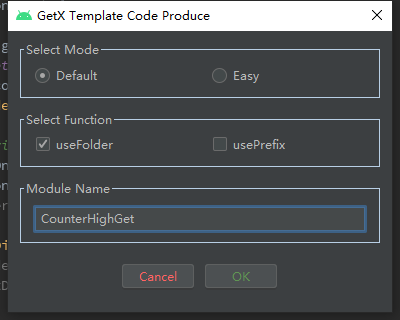 GetX Template Code Produce
Select Mode
Default Easy
Select Function
useFolder usePrefix
Module Name
CounterHighGet
Cancel OK